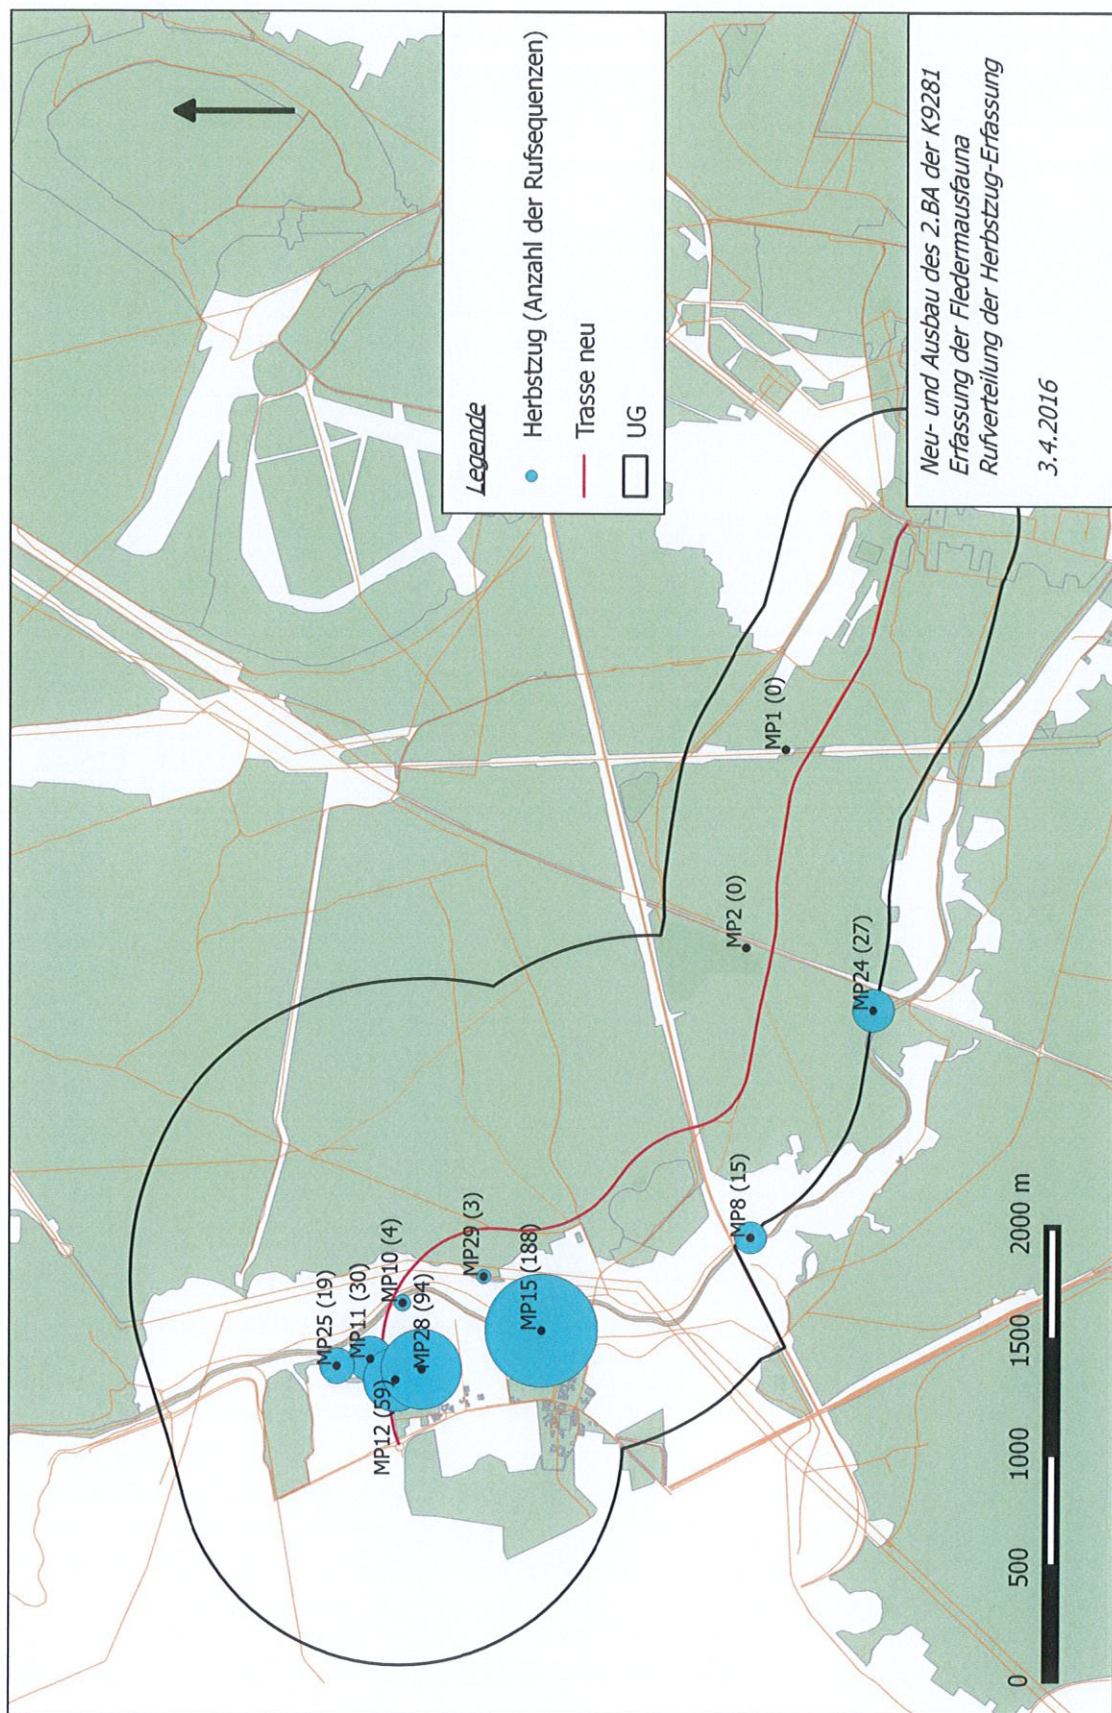 Legende
Herbstzug (Anzahl der Rufsequenzen)
Trasse neu
UG
Neu- und Ausbau des 2.BA der K9281
Erfassung der Fledermausfauna
Rufverteilung der Herbstzug-Erfassung
3.4.2016
MP25 (19)
MP11 (30)
MP10 (4)
MP12 (59)
MP28 (94)
MP29 (3)
MP15 (188)
MP8 (15)
MP24 (27)
MP2 (0)
MP1 (0)
0 500 1000 1500 2000 m